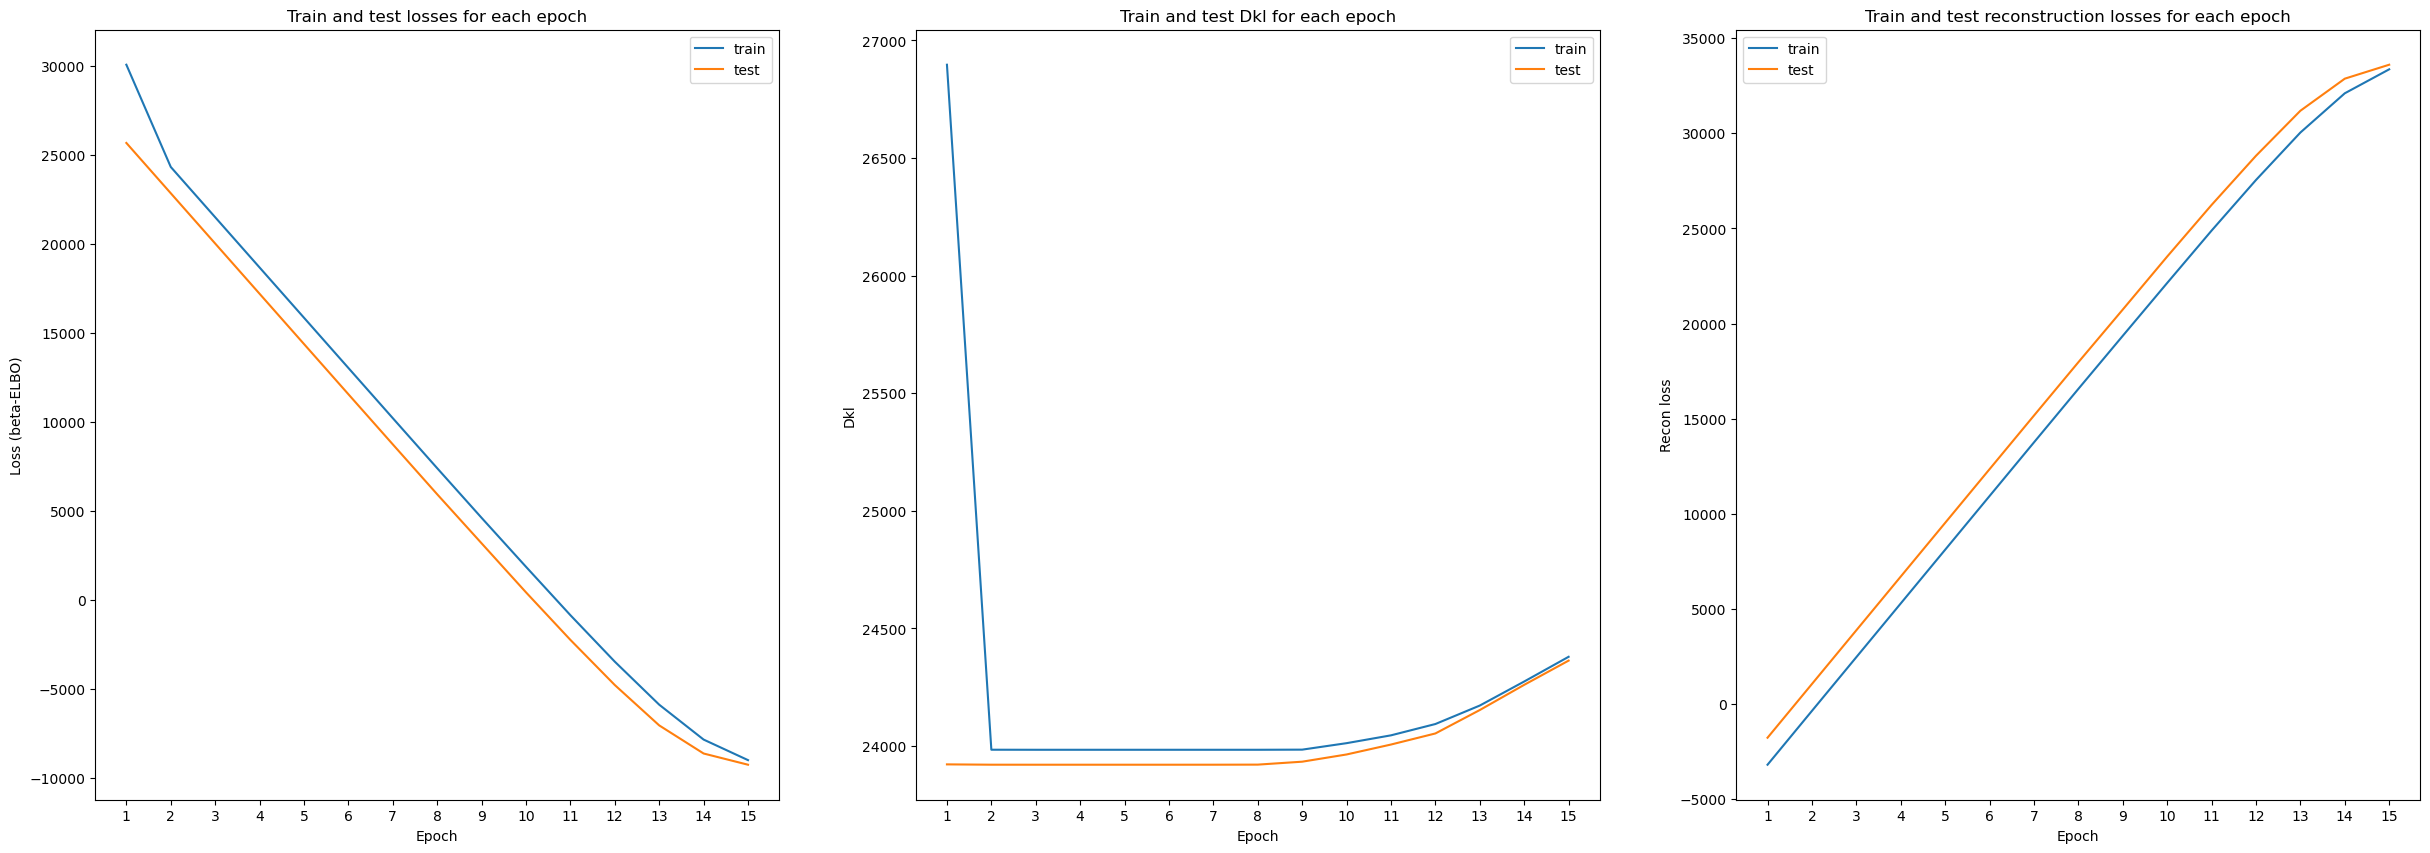 Train and test losses for each epoch
Loss (beta-ELBO)
30000
25000
20000
15000
10000
5000
0
−5000
−10000
train
test
1 2 3 4 5 6 7 8 9 10 11 12 13 14 15
Epoch
Train and test Dkl for each epoch
Dkl
27000
26500
26000
25500
25000
24500
24000
train
test
1 2 3 4 5 6 7 8 9 10 11 12 13 14 15
Epoch
Train and test reconstruction losses for each epoch
Recon loss
35000
30000
25000
20000
15000
10000
5000
0
−5000
train
test
1 2 3 4 5 6 7 8 9 10 11 12 13 14 15
Epoch